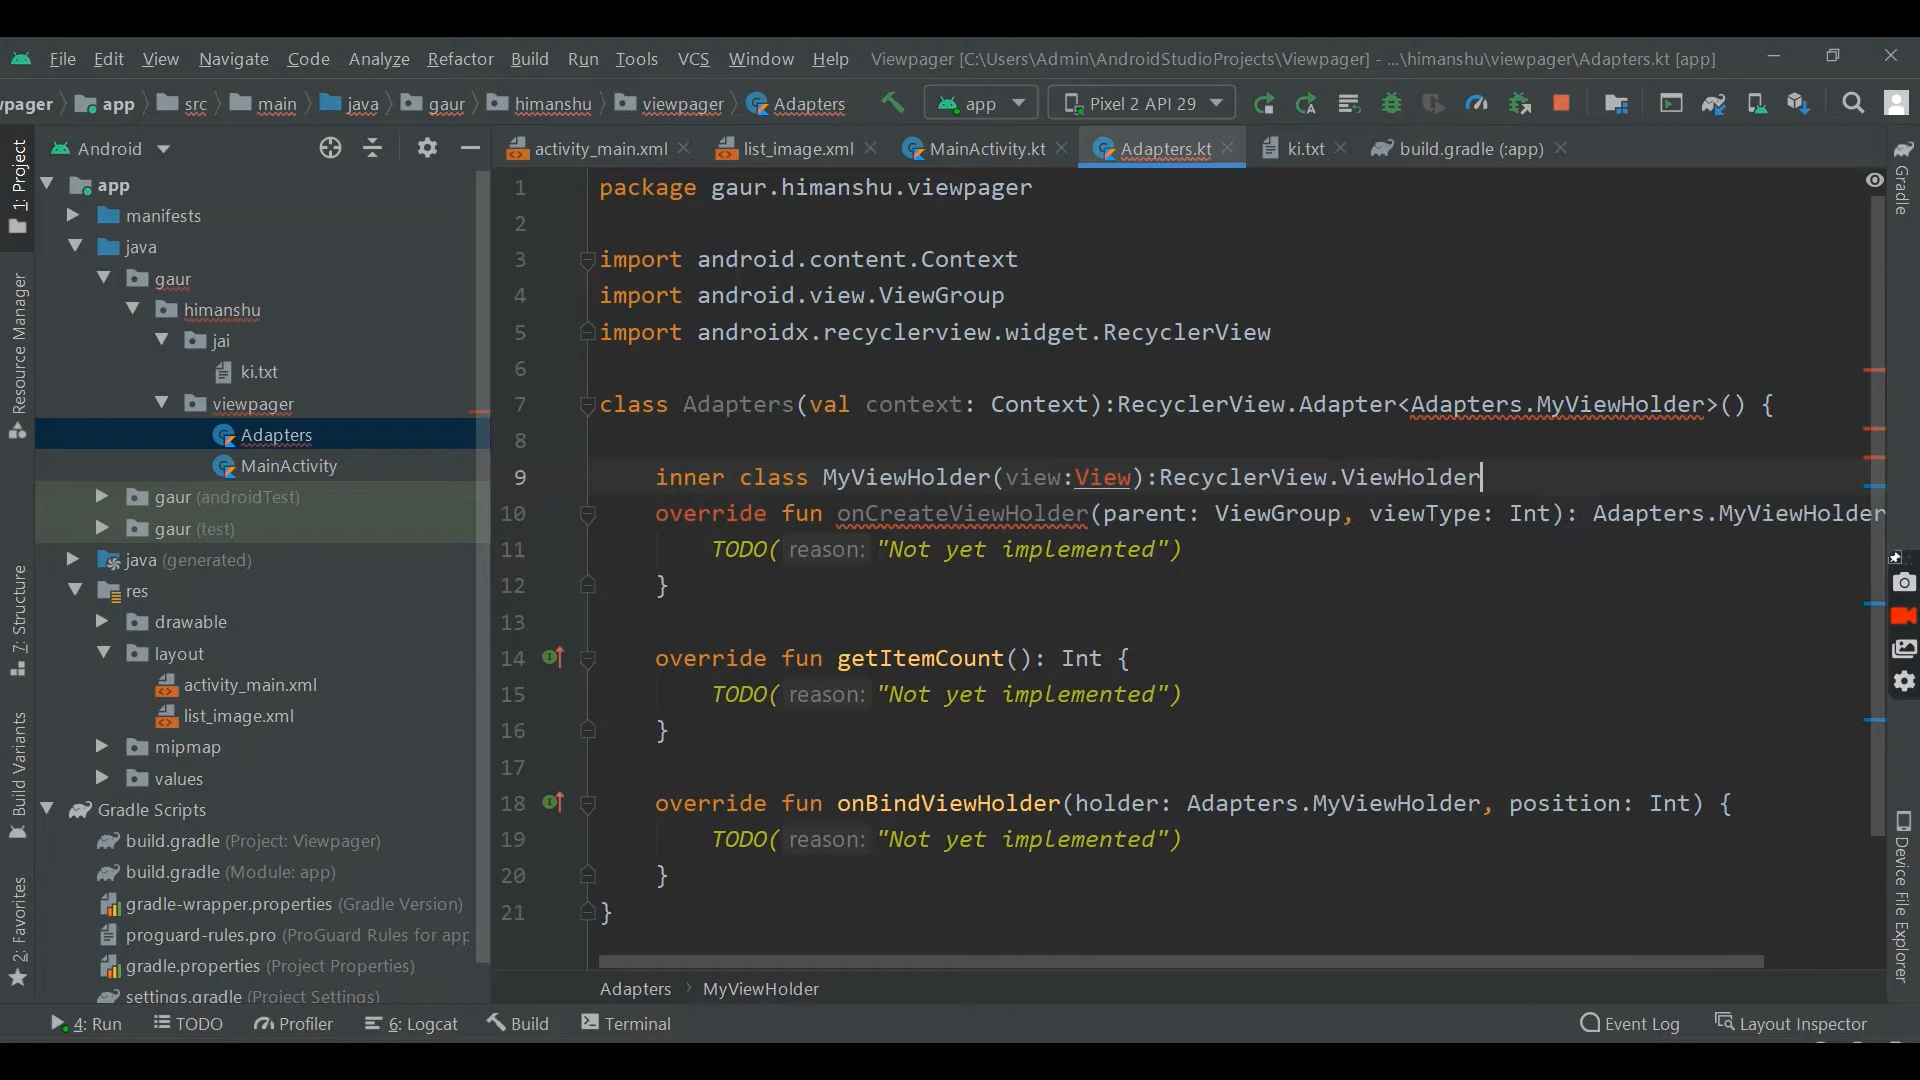 File Edit View Navigate Code Analyze Refactor Build Run Tools VCS Window Help Viewpager [C:\Users\Admin\AndroidStudioProjects\Viewpager] - ...\himanshu\viewpager\Adapters.kt [app]
vpager app src main java gaur himanshu viewpager Adapters app Pixel 2 API 29
1: Project
Resource Manager
7: Structure
Build Variants
2: Favorites
Android
app
manifests
java
gaur
himanshu
jai
ki.txt
viewpager
Adapters
MainActivity
gaur (androidTest)
gaur (test)
java (generated)
res
drawable
layout
activity_main.xml
list_image.xml
mipmap
values
Gradle Scripts
build.gradle (Project: Viewpager)
build.gradle (Module: app)
gradle-wrapper.properties (Gradle Version)
proguard-rules.pro (ProGuard Rules for app
gradle.properties (Project Properties)
settings.gradle (Project Settings)
activity_main.xml list_image.xml MainActivity.kt Adapters.kt ki.txt build.gradle (:app)
1 package gaur.himanshu.viewpager
2
3 import android.content.Context
4 import android.view.ViewGroup
5 import androidx.recyclerview.widget.RecyclerView
6
7 class Adapters(val context: Context):RecyclerView.Adapter<Adapters.MyViewHolder>() {
8
9 inner class MyViewHolder(view:View):RecyclerView.ViewHolder
10 override fun onCreateViewHolder(parent: ViewGroup, viewType: Int): Adapters.MyViewHolder
11 TODO( reason: "Not yet implemented")
12 }
13
14 override fun getItemCount(): Int {
15 TODO( reason: "Not yet implemented")
16 }
17
18 override fun onBindViewHolder(holder: Adapters.MyViewHolder, position: Int) {
19 TODO( reason: "Not yet implemented")
20 }
21 }
Adapters MyViewHolder
Gradle
Device File Explorer
4: Run TODO Profiler 6: Logcat Build Terminal Event Log Layout Inspector